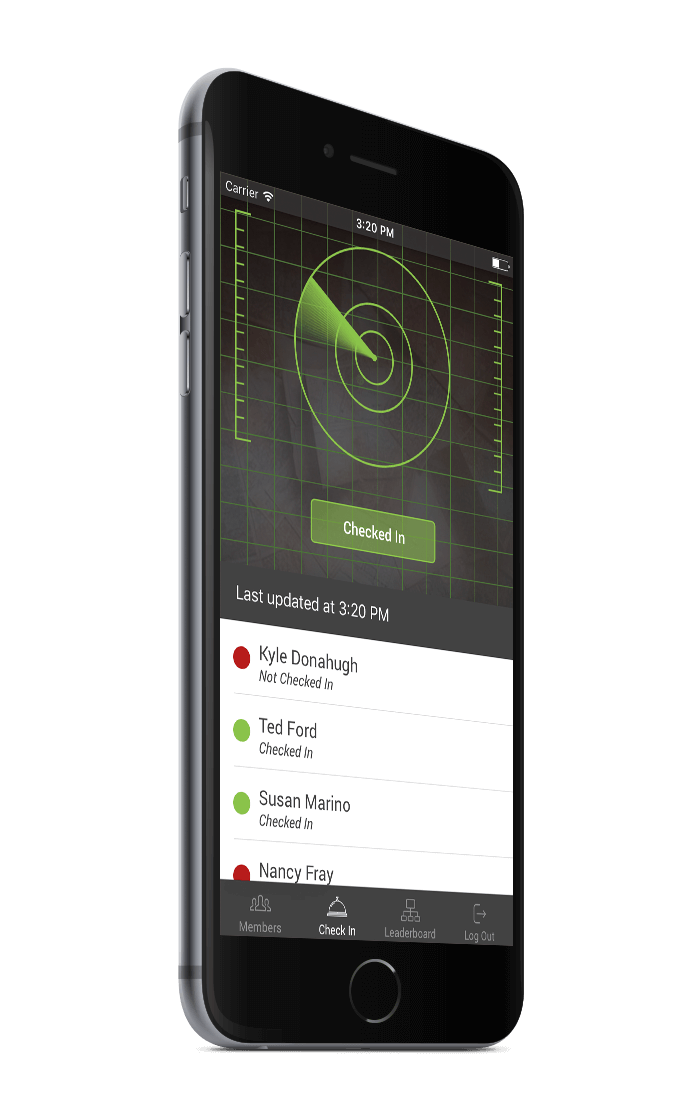 Carrier
3:20 PM
Checked In
Last updated at 3:20 PM
Kyle Donahugh
Not Checked In
Ted Ford
Checked In
Susan Marino
Checked In
Nancy Fray
Members
Check In
Leaderboard
Log Out